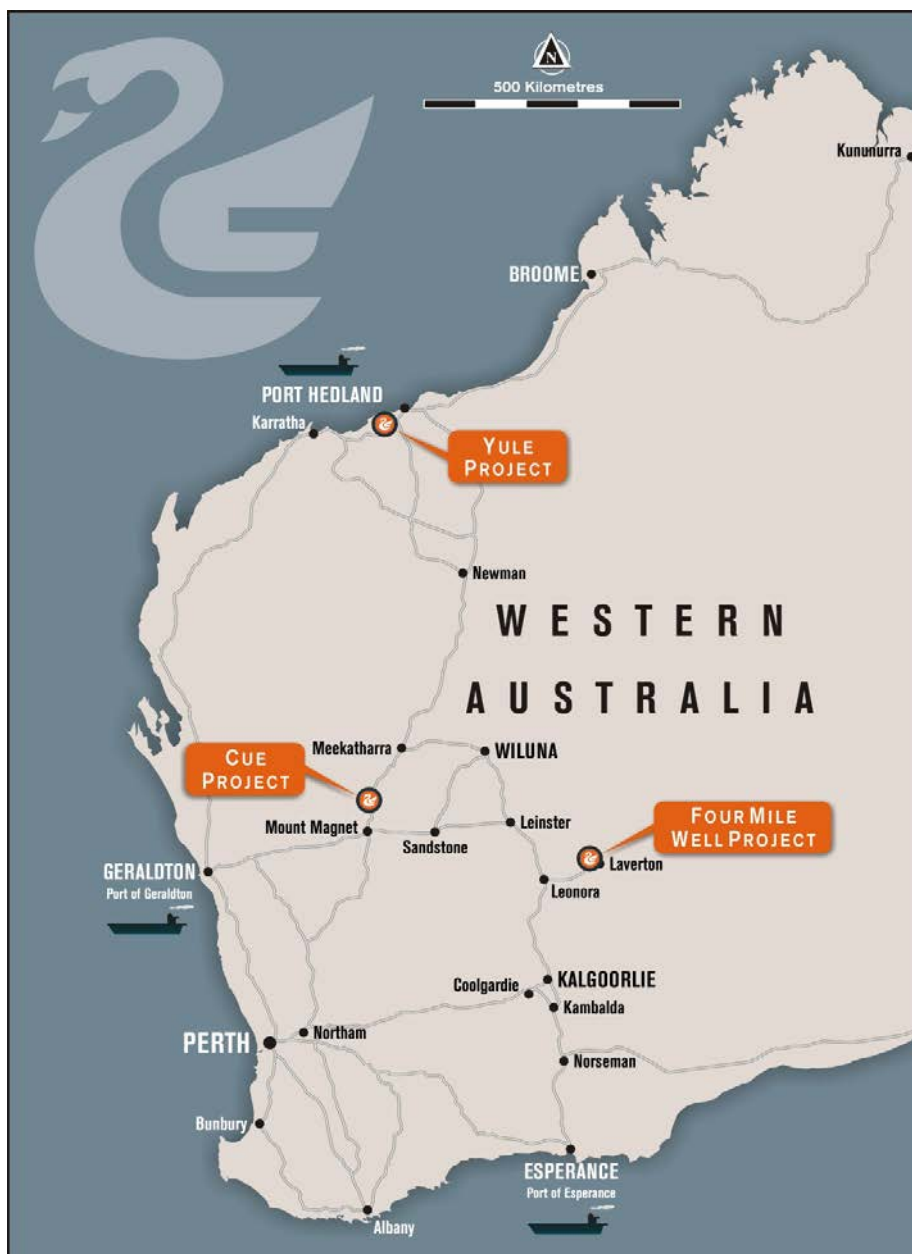 N
500 Kilometres
Kununurra
BROOME
PORT HEDLAND
Karratha
YULE
PROJECT
Newman
WESTERN
AUSTRALIA
Meekatharra
WILUNA
CUE
PROJECT
Mount Magnet
Sandstone
Leinster
FOUR MILE
WELL PROJECT
Laverton
Leonora
GERALDTON
Port of Geraldton
KALGOORLIE
Coolgardie
Kambalda
PERTH
Northam
Norseman
Bunbury
ESPERANCE
Port of Esperance
Albany